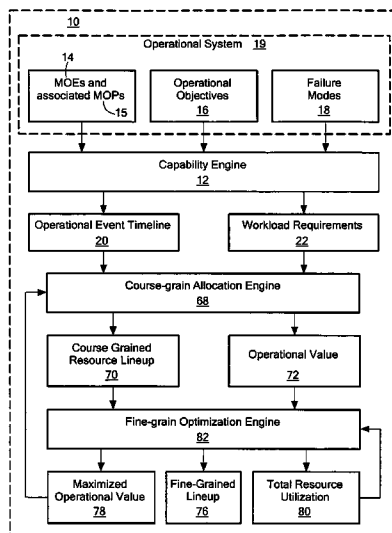 10
Operational System 19
14
MOEs and
associated MOPs
15
Operational
Objectives
16
Failure
Modes
18
Capability Engine
12
Operational Event Timeline
20
Workload Requirements
22
Course-grain Allocation Engine
68
Course Grained
Resource Lineup
70
Operational Value
72
Fine-grain Optimization Engine
82
Maximized
Operational Value
78
Fine-Grained
Lineup
76
Total Resource
Utilization
80